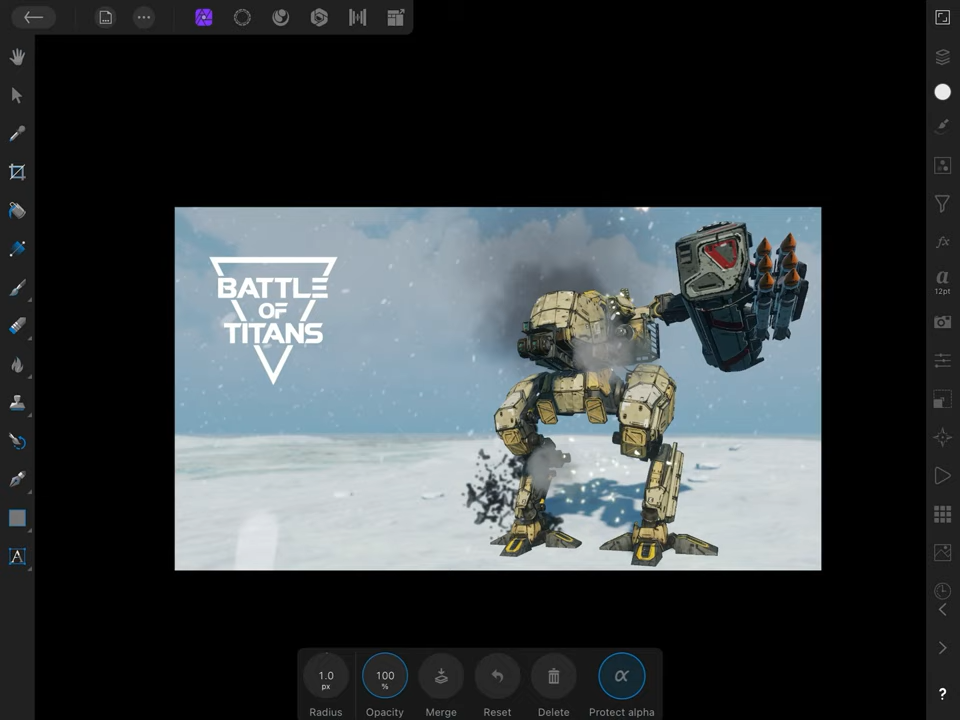 12pt
BATTLE
OF
TITANS
A
1.0
px
100
%
Radius
Opacity
Merge
Reset
Delete
Protect alpha
?